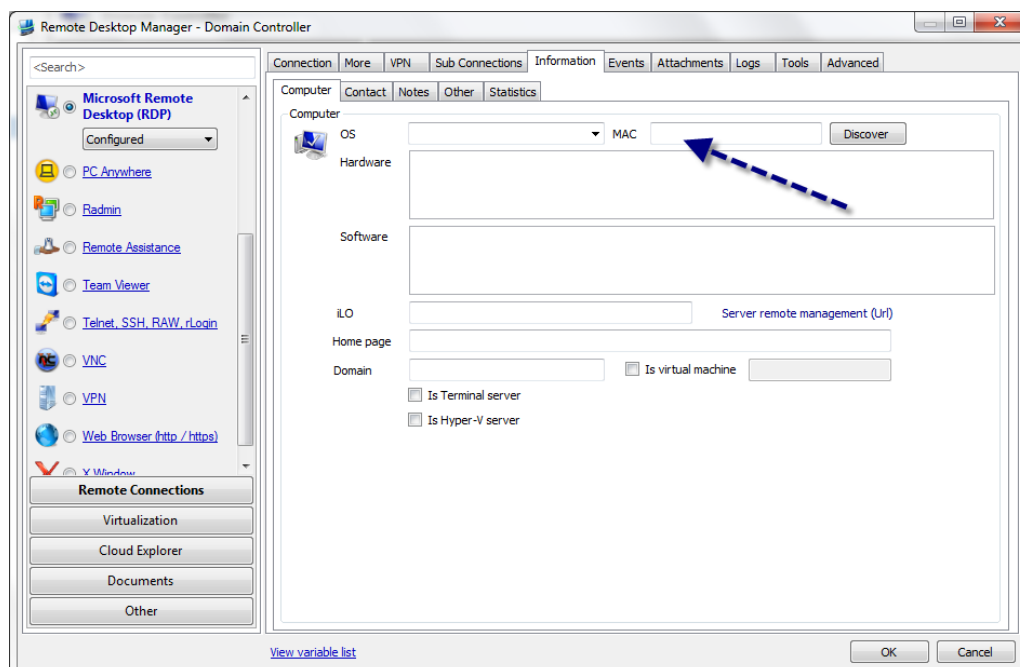 Remote Desktop Manager - Domain Controller
<Search>
Microsoft Remote
Desktop (RDP)
Configured
PC Anywhere
Radmin
Remote Assistance
Team Viewer
Telnet, SSH, RAW, rLogin
VNC
VPN
Web Browser (http / https)
X Window
Remote Connections
Virtualization
Cloud Explorer
Documents
Other
Connection More VPN Sub Connections Information Events Attachments Logs Tools Advanced
Computer Contact Notes Other Statistics
Computer
OS MAC Discover
Hardware
Software
iLO Server remote management (Url)
Home page
Domain Is virtual machine
Is Terminal server
Is Hyper-V server
View variable list OK Cancel